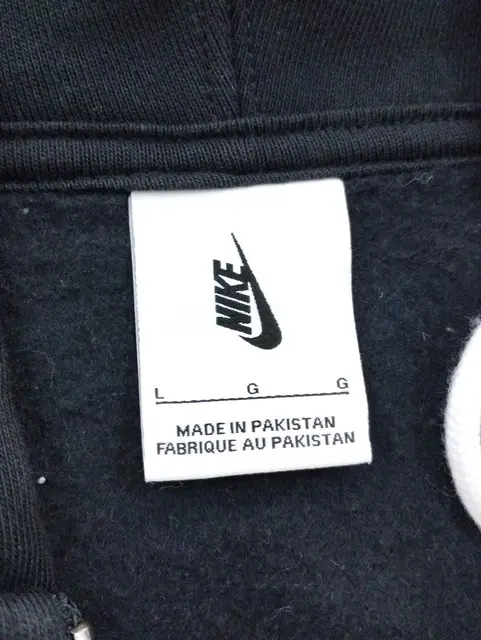 NIKE
L G G
MADE IN PAKISTAN
FABRIQUE AU PAKISTAN